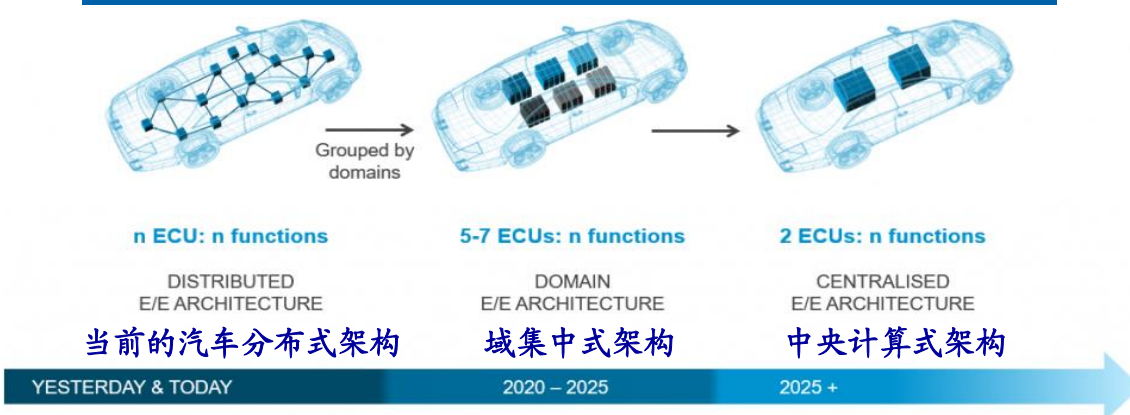 Grouped by
domains
n ECU: n functions
5-7 ECUs: n functions
2 ECUs: n functions
DISTRIBUTED
E/E ARCHITECTURE
DOMAIN
E/E ARCHITECTURE
CENTRALISED
E/E ARCHITECTURE
当前的汽车分布式架构
域集中式架构
中央计算式架构
YESTERDAY & TODAY
2020 – 2025
2025 +